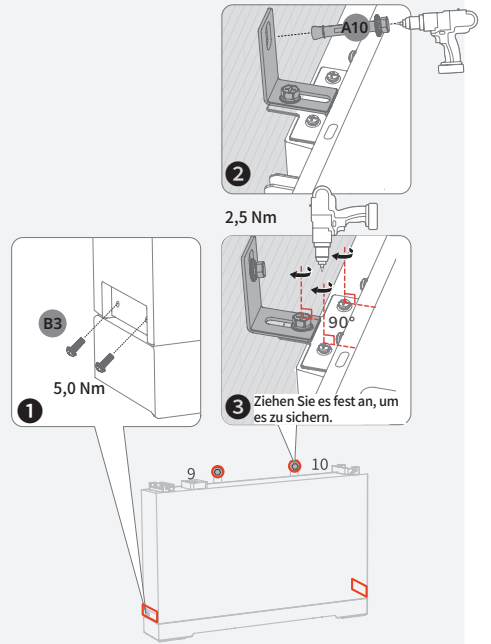 A10
2
2,5 Nm
90°
B3
5,0 Nm
1
3 Ziehen Sie es fest an, um
es zu sichern.
9
10